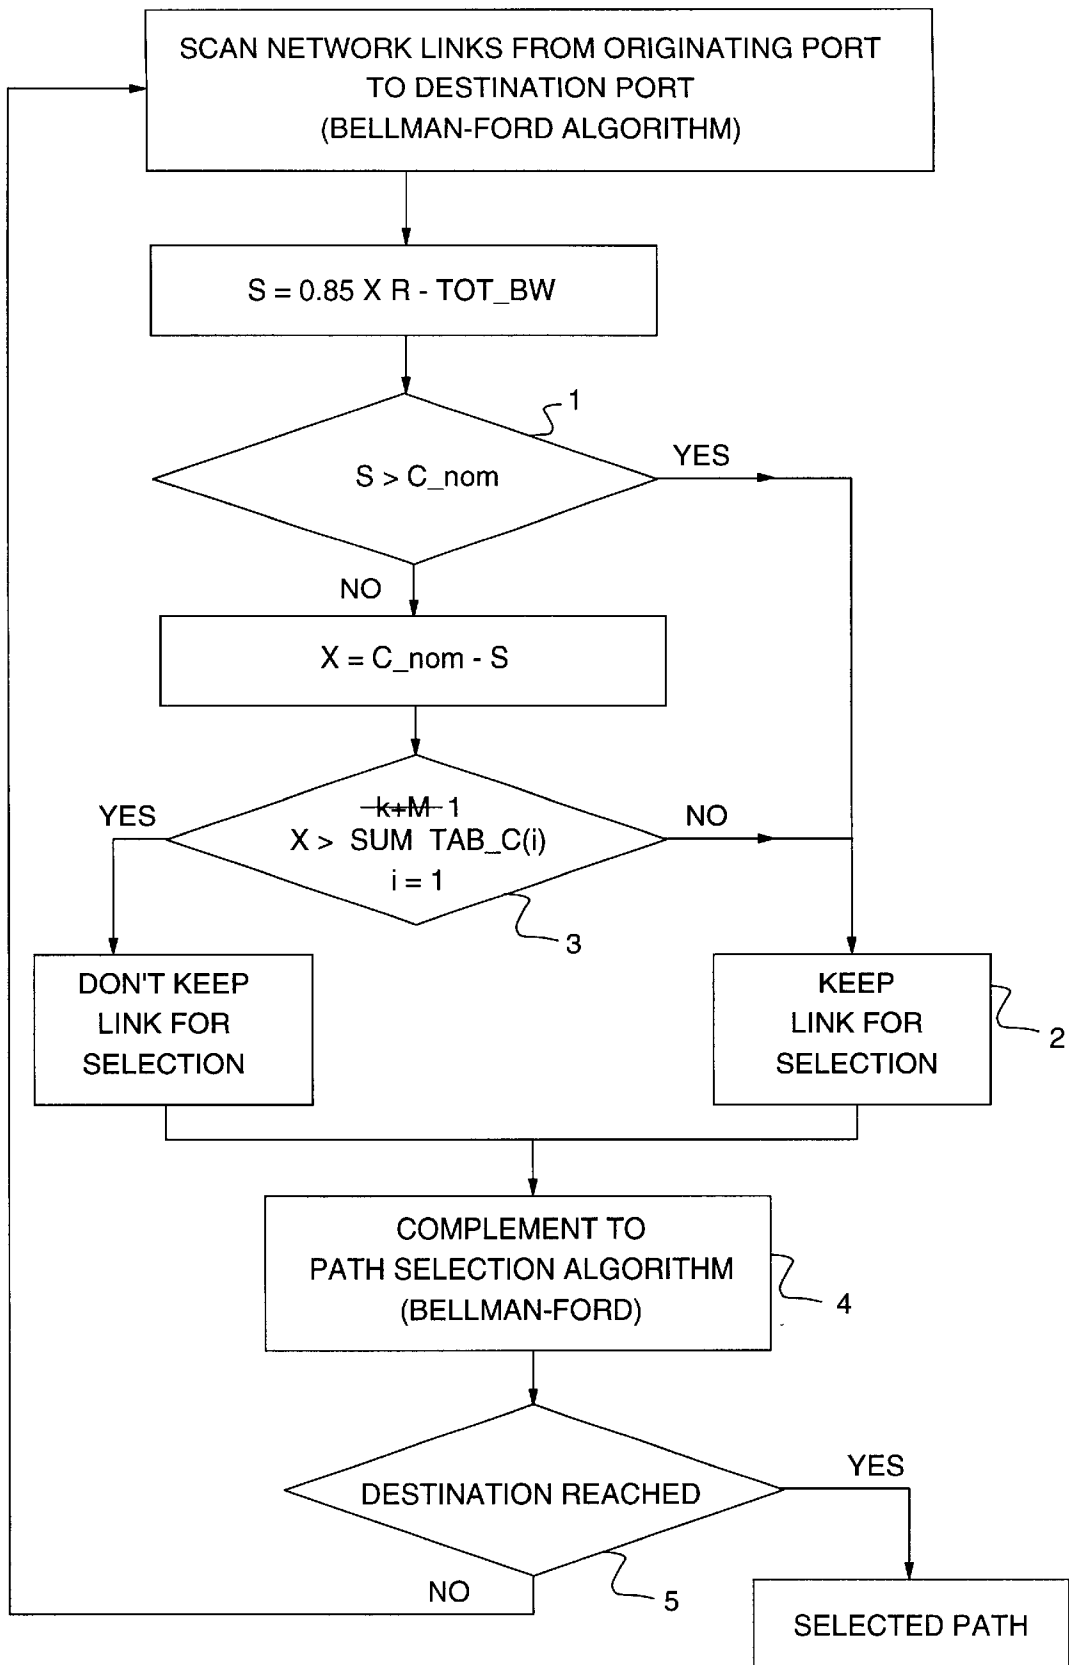 SCAN NETWORK LINKS FROM ORIGINATING PORT
TO DESTINATION PORT
(BELLMAN-FORD ALGORITHM)
S = 0.85 X R - TOT_BW
1
S > C_nom
YES
NO
X = C_nom - S
YES
k+M 1
X > SUM TAB_C(i)
i = 1
NO
3
DON'T KEEP
LINK FOR
SELECTION
KEEP
LINK FOR
SELECTION
2
COMPLEMENT TO
PATH SELECTION ALGORITHM
(BELLMAN-FORD)
4
DESTINATION REACHED
YES
NO
5
SELECTED PATH